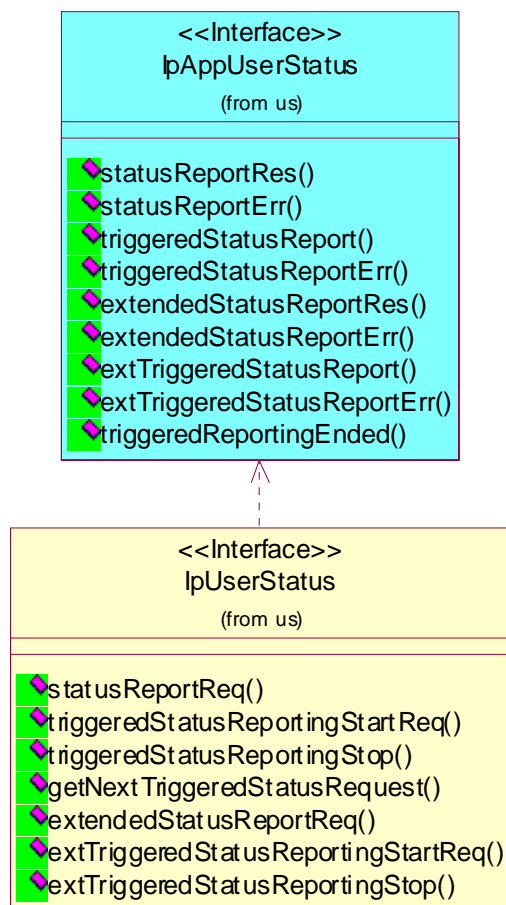 <<Interface>>
IpAppUserStatus
(from us)
statusReportRes()
statusReportErr()
triggeredStatusReport()
triggeredStatusReportErr()
extendedStatusReportRes()
extendedStatusReportErr()
extTriggeredStatusReport()
extTriggeredStatusReportErr()
triggeredReportingEnded()
<<Interface>>
IpUserStatus
(from us)
statusReportReq()
triggeredStatusReportingStartReq()
triggeredStatusReportingStop()
getNextTriggeredStatusRequest()
extendedStatusReportReq()
extTriggeredStatusReportingStartReq()
extTriggeredStatusReportingStop()